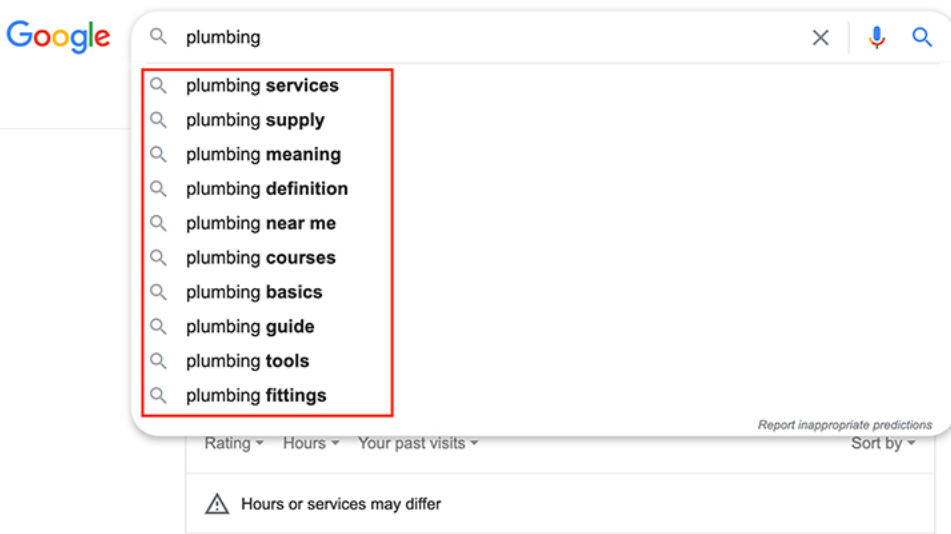 Google
plumbing
plumbing services
plumbing supply
plumbing meaning
plumbing definition
plumbing near me
plumbing courses
plumbing basics
plumbing guide
plumbing tools
plumbing fittings
Report inappropriate predictions
Rating Hours Your past visits Sort by
Hours or services may differ